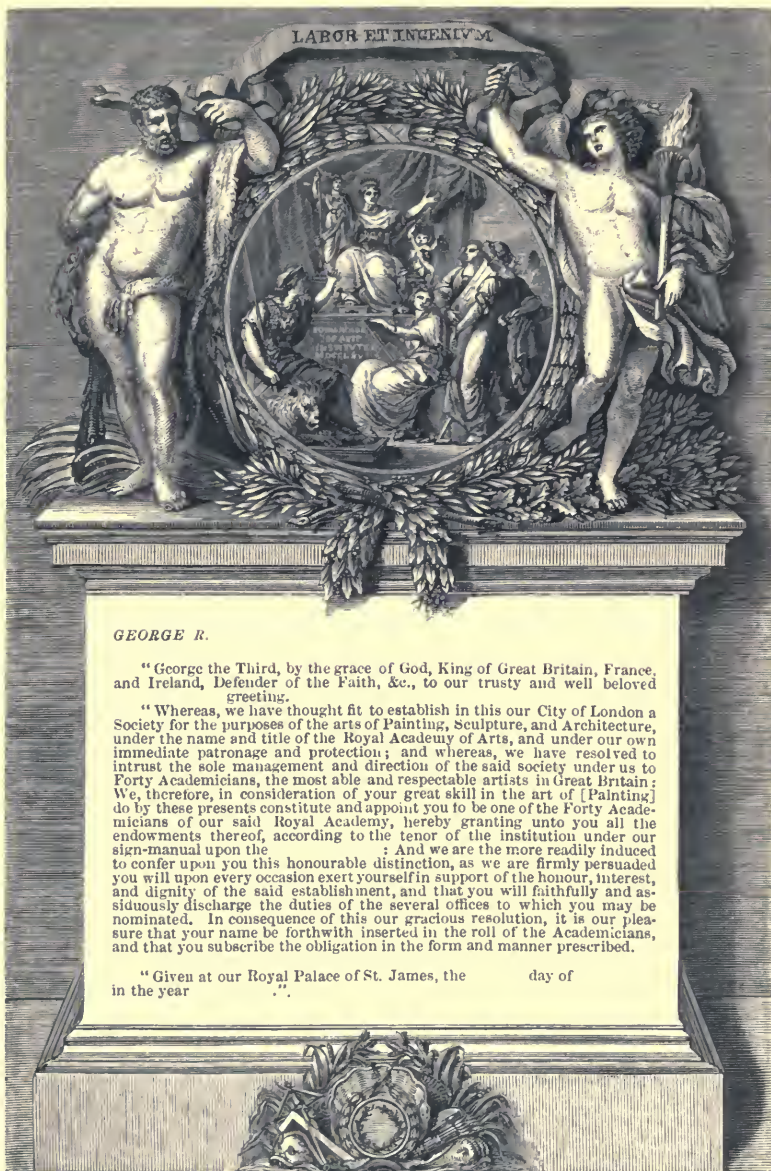 LABOR ET INGENIVM
GEORGE R.
“George the Third, by the grace of God, King of Great Britain, France,
and Ireland, Defender of the Faith, &c., to our trusty and well beloved
greeting.
“Whereas, we have thought fit to establish in this our City of London a
Society for the purposes of the arts of Painting, Sculpture, and Architecture,
under the name and title of the Royal Academy of Arts, and under our own
immediate patronage and protection; and whereas, we have resolved to
intrust the sole management and direction of the said society under us to
Forty Academicians, the most able and respectable artists in Great Britain:
We, therefore, in consideration of your great skill in the art of [Painting]
do by these presents constitute and appoint you to be one of the Forty Acade-
micians of our said Royal Academy, hereby granting unto you all the
endowments thereof, according to the tenor of the institution under our
sign-manual upon the : And we are the more readily induced
to confer upon you this honourable distinction, as we are firmly persuaded
you will upon every occasion exert yourself in support of the honour, interest,
and dignity of the said establishment, and that you will faithfully and as-
siduously discharge the duties of the several offices to which you may be
nominated. In consequence of this our gracious resolution, it is our plea-
sure that your name be forthwith inserted in the roll of the Academicians,
and that you subscribe the obligation in the form and manner prescribed.
“Given at our Royal Palace of St. James, the day of
in the year .”.